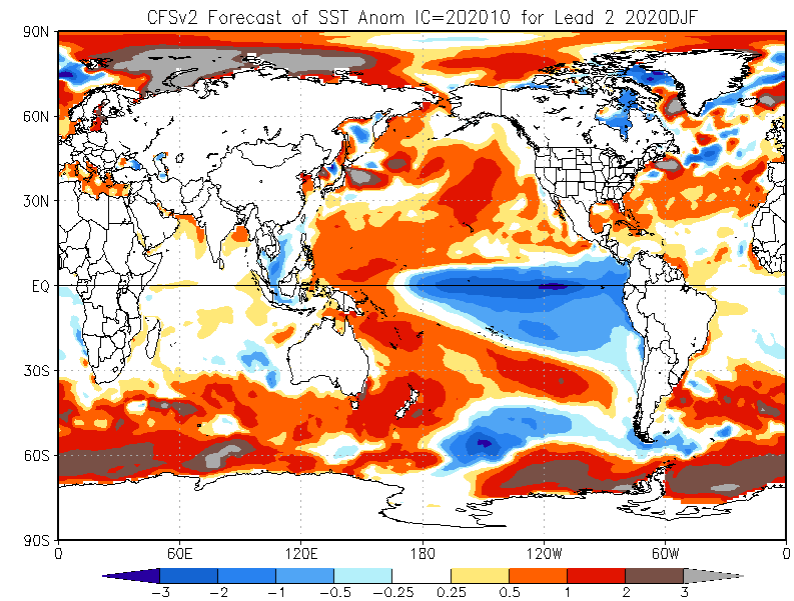 CFSv2 Forecast of SST Anom IC=202010 for Lead 2 2020DJF
90N
60N
30N
EQ
30S
60S
90S
0 60E 120E 180 120W 60W 0
-3 -2 -1 -0.5 -0.25 0.25 0.5 1 2 3